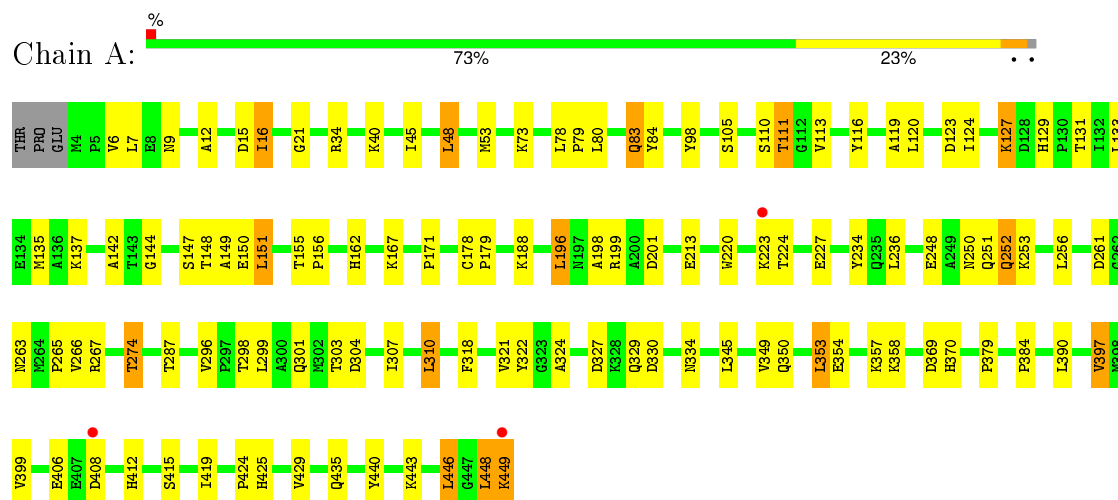 %
Chain A:
73% 23% • •
THR PRO GLU M4 P5 V6 L7 E8 N9 A12 D15 I16 G21 R34 K40 I45 L48 M53 K73 L78 P79 L80 Q83 Y84 Y98 S105 S110 T111 G112 V113 Y116 A119 L120 D123 I124 K127 D128 H129 P130 T131 I132 L133
E134 M135 A136 K137 A142 T143 G144 S147 T148 A149 E150 L151 T155 P156 H162 K167 P171 C178 P179 K188 L196 N197 A198 R199 A200 D201 E213 W220 K223 T224 E227 Y234 Q235 L236 E248 A249 N250 Q251 Q252 K253 L256 D261 G262
N263 M264 P265 V266 R267 T274 T287 V296 P297 T298 L299 A300 Q301 M302 T303 D304 I307 L310 F318 V321 Y322 G323 A324 D327 K328 Q329 D330 N334 L345 V349 Q350 L353 E354 K357 K358 D369 H370 P379 P384 L390 V397 M398
V399 E406 E407 D408 H412 S415 I419 P424 H425 V429 Q435 Y440 K443 L446 G447 L448 K449